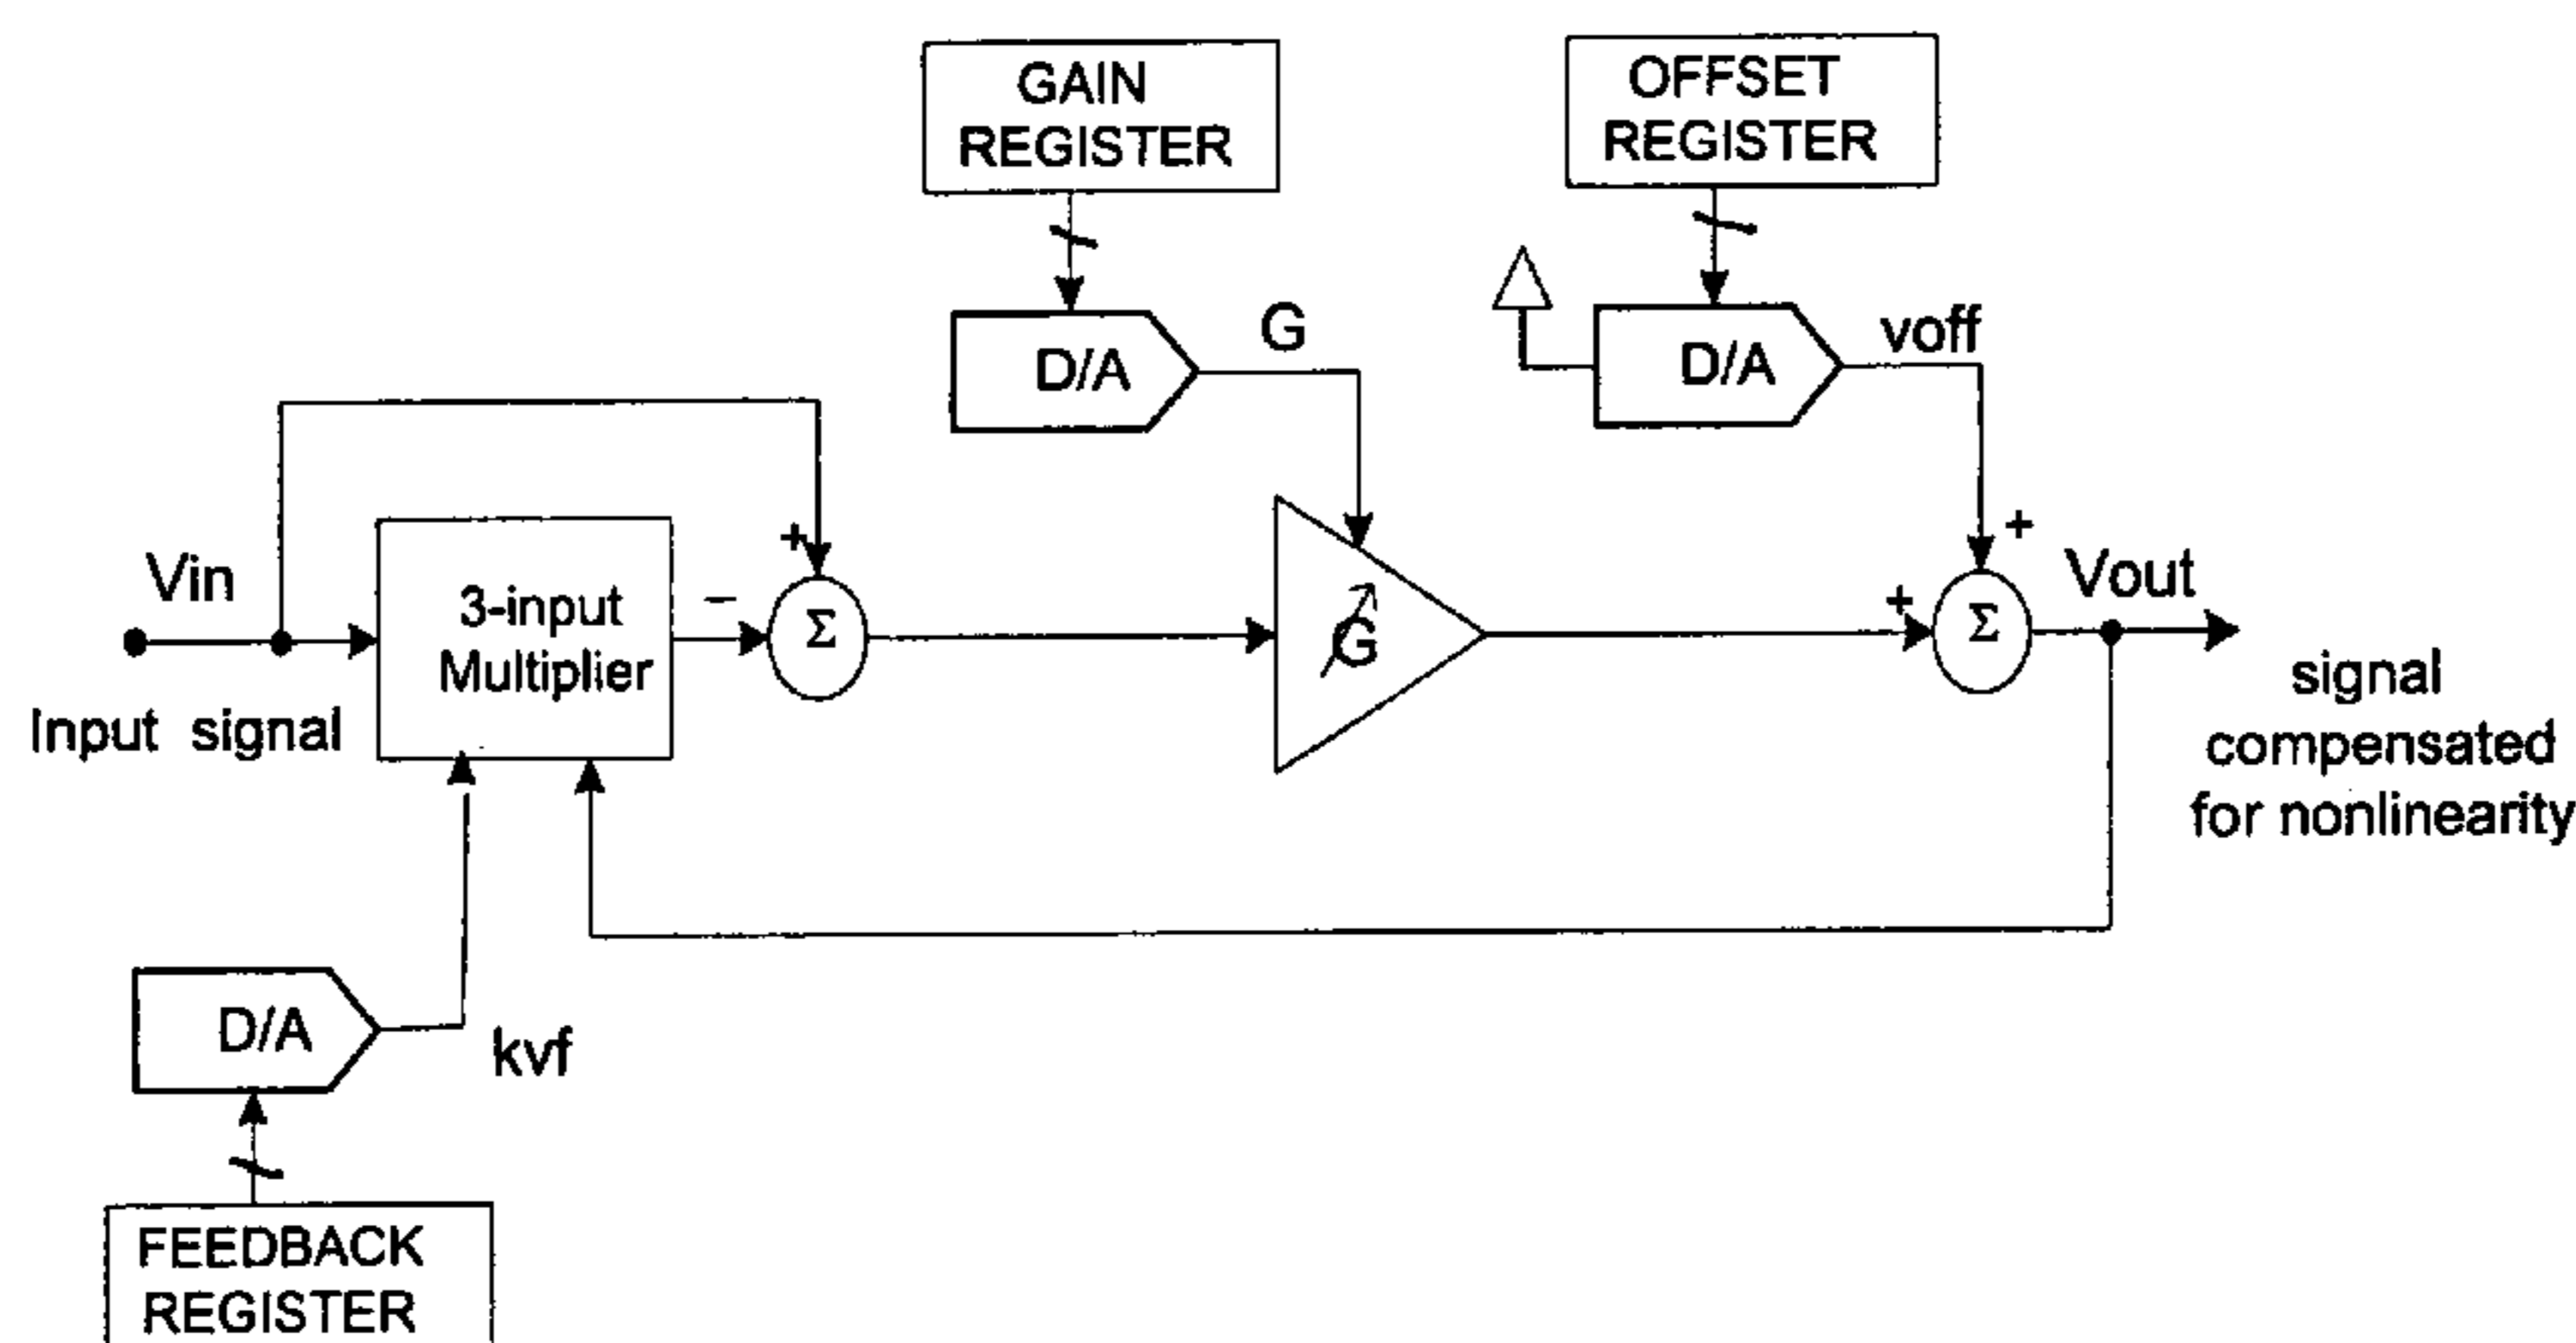 GAIN
REGISTER
OFFSET
REGISTER
G
voff
D/A
D/A
+
+
Vin
3-input
Multiplier
−
Σ
G
+
Σ
Vout
Input signal
signal
compensated
for nonlinearity
D/A
kvf
FEEDBACK
REGISTER